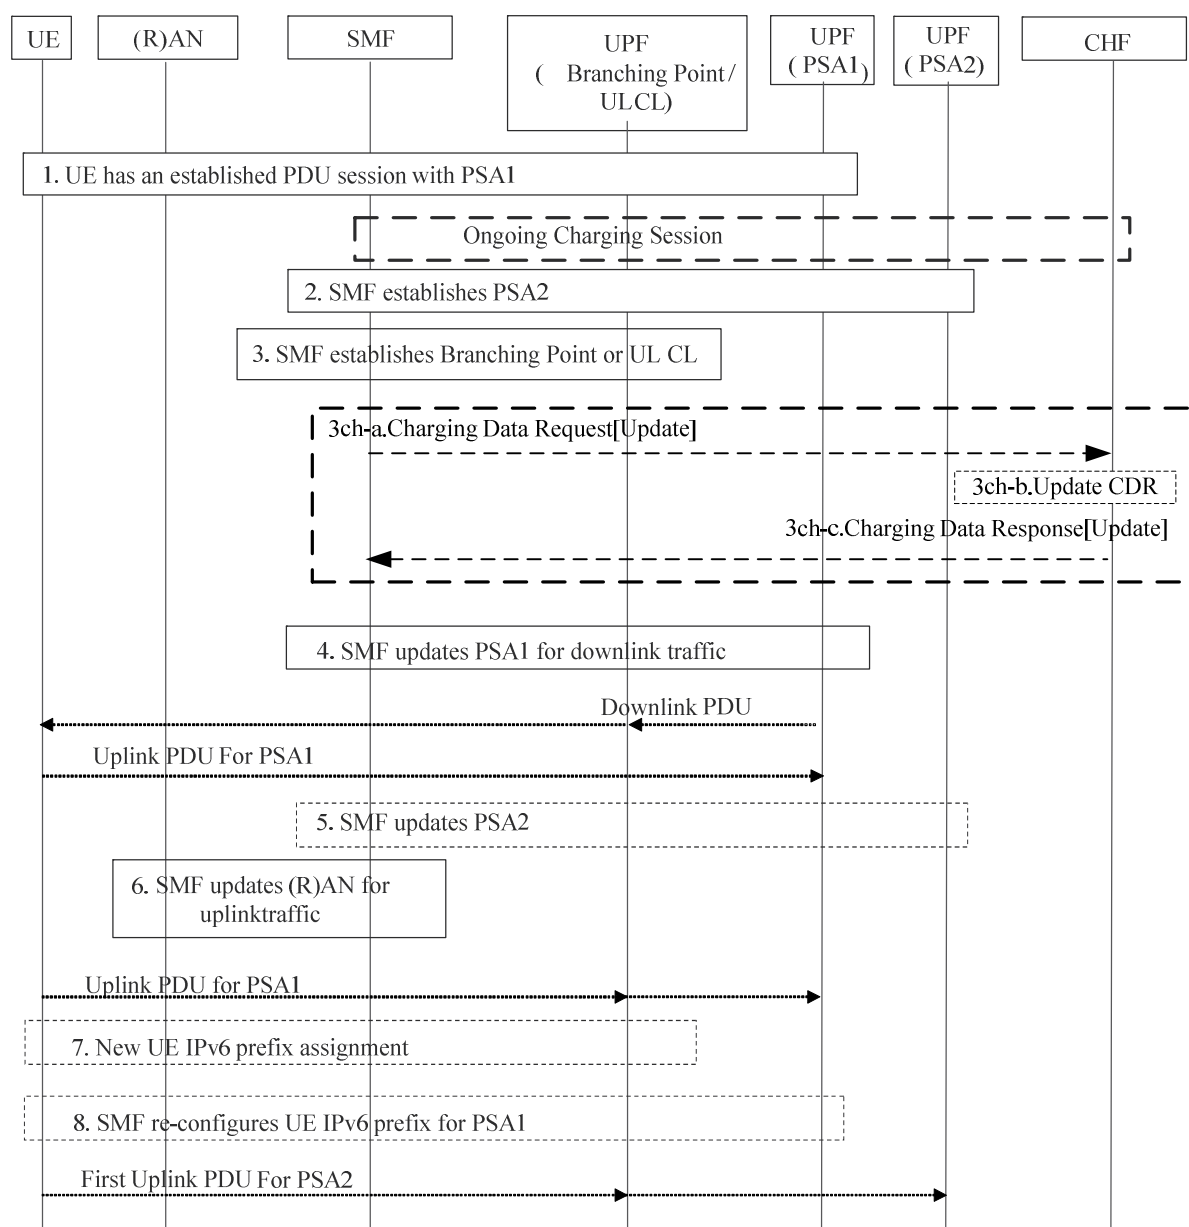 UE
(R)AN
SMF
UPF
( Branching Point /
ULCL)
UPF
( PSA1)
UPF
( PSA2)
CHF
1. UE has an established PDU session with PSA1
Ongoing Charging Session
2. SMF establishes PSA2
3. SMF establishes Branching Point or UL CL
3ch-a.Charging Data Request[Update]
3ch-b.Update CDR
3ch-c.Charging Data Response[Update]
4. SMF updates PSA1 for downlink traffic
Downlink PDU
Uplink PDU For PSA1
5. SMF updates PSA2
6. SMF updates (R)AN for
uplinktraffic
Uplink PDU for PSA1
7. New UE IPv6 prefix assignment
8. SMF re-configures UE IPv6 prefix for PSA1
First Uplink PDU For PSA2